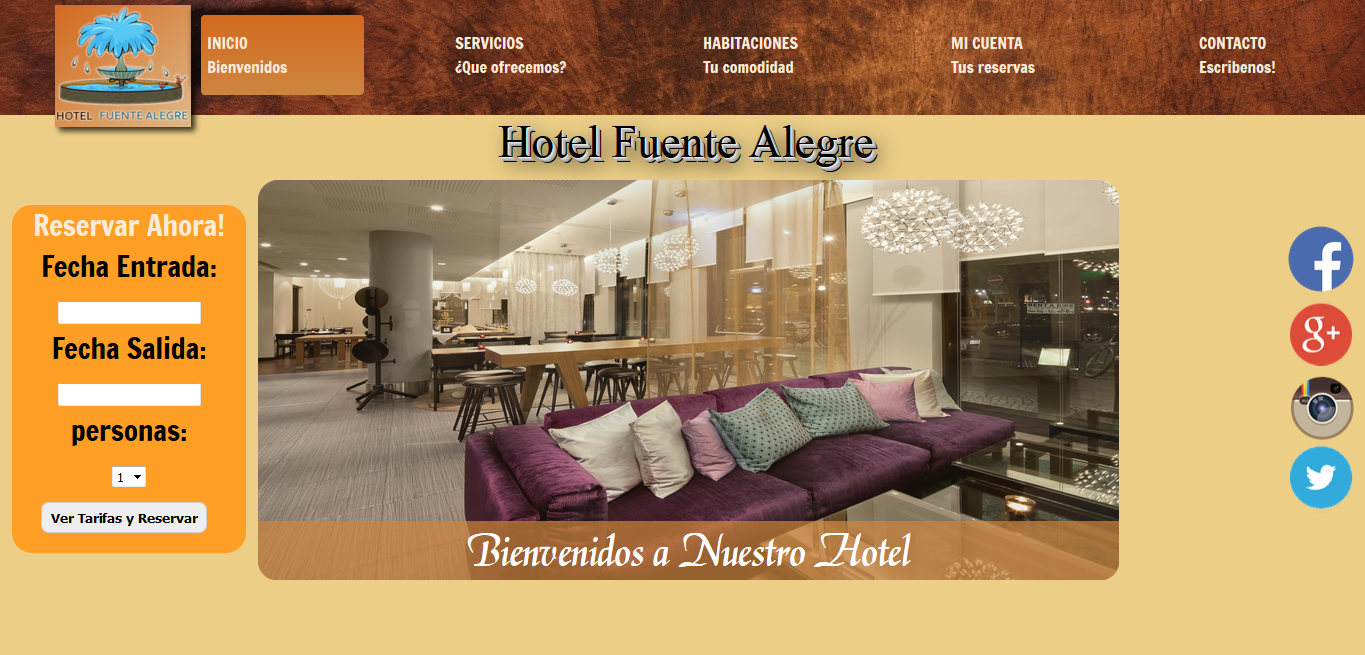 HOTEL FUENTE ALEGRE
INICIO
Bienvenidos
SERVICIOS
¿Que ofrecemos?
HABITACIONES
Tu comodidad
MI CUENTA
Tus reservas
CONTACTO
Escribenos!
Hotel Fuente Alegre
Reservar Ahora!
Fecha Entrada:
Fecha Salida:
personas:
1
Ver Tarifas y Reservar
Bienvenidos a Nuestro Hotel
f
g+